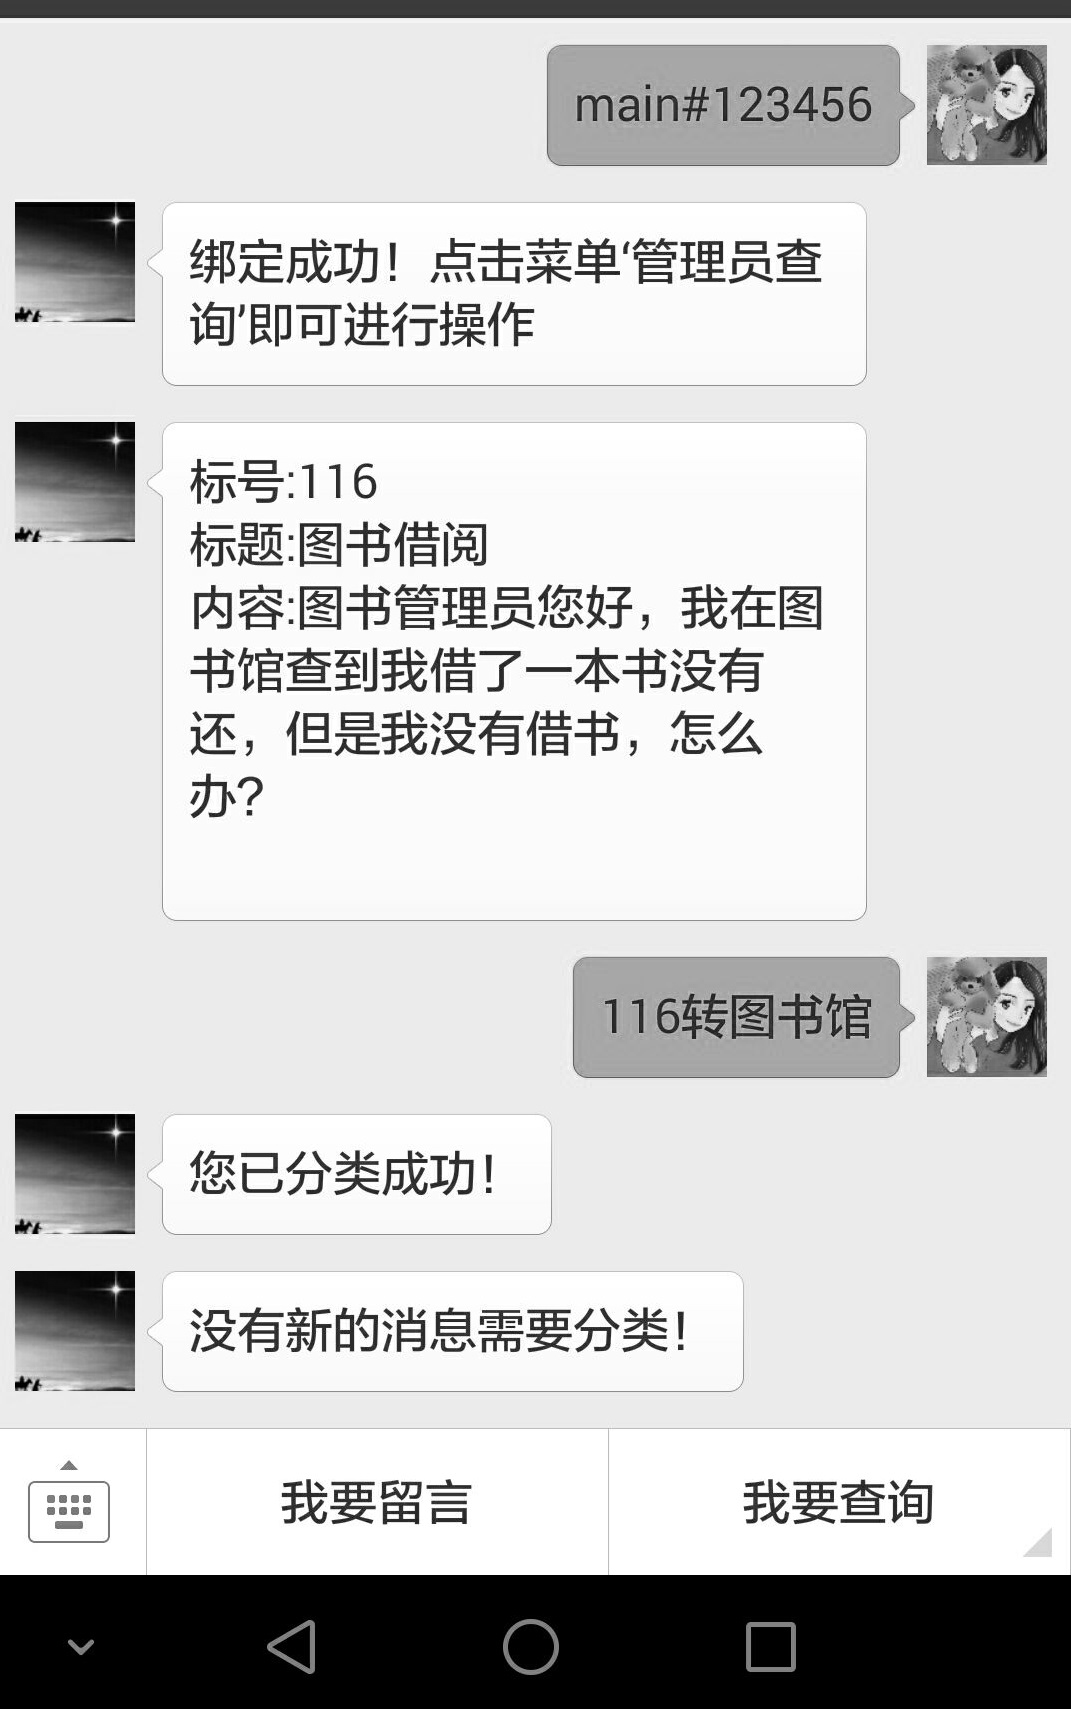 main#123456
绑定成功！点击菜单‘管理员查
询’即可进行操作
标号:116
标题:图书借阅
内容:图书管理员您好，我在图
书馆查到我借了一本书没有
还，但是我没有借书，怎么
办？
116转图书馆
您已分类成功！
没有新的消息需要分类！
我要留言
我要查询